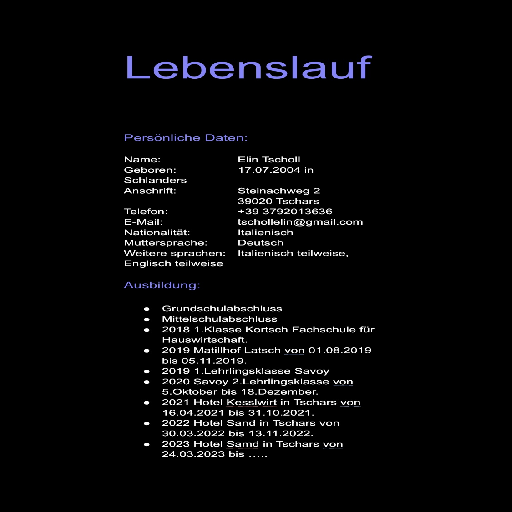 Lebenslauf
Persönliche Daten:
Name: Elin Tscholl
Geboren: 17.07.2004 in
Schlanders
Anschrift: Steinachweg 2
39020 Tschars
Telefon: +39 3792013636
E-Mail: tschollelin@gmail.com
Nationalität: Italienisch
Muttersprache: Deutsch
Weitere sprachen: Italienisch teilweise,
Englisch teilweise
Ausbildung:
• Grundschulabschluss
• Mittelschulabschluss
• 2018 1.Klasse Kortsch Fachschule für
Hauswirtschaft.
• 2019 Matillhof Latsch von 01.08.2019
bis 05.11.2019.
• 2019 1.Lehrlingsklasse Savoy
• 2020 Savoy 2.Lehrlingsklasse von
5.Oktober bis 18.Dezember.
• 2021 Hotel Kesslwirt in Tschars von
16.04.2021 bis 31.10.2021.
• 2022 Hotel Sand in Tschars von
30.03.2022 bis 13.11.2022.
• 2023 Hotel Samd in Tschars von
24.03.2023 bis …..